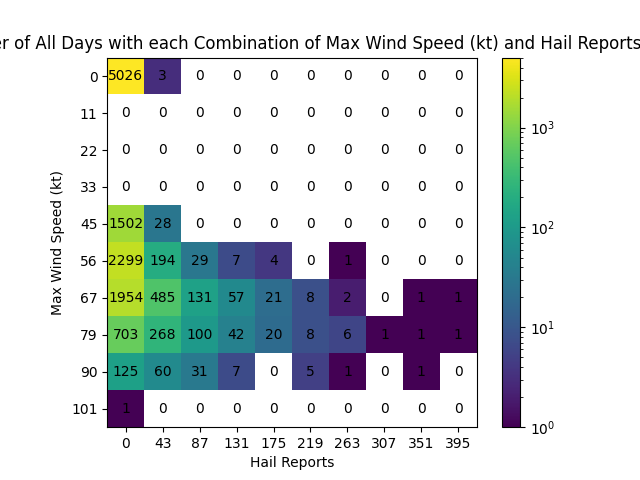 er of All Days with each Combination of Max Wind Speed (kt) and Hail Reports
0 5026 3 0 0 0 0 0 0 0 0
11 0 0 0 0 0 0 0 0 0 0
22 0 0 0 0 0 0 0 0 0 0
33 0 0 0 0 0 0 0 0 0 0
45 1502 28 0 0 0 0 0 0 0 0
56 2299 194 29 7 4 0 1 0 0 0
67 1954 485 131 57 21 8 2 0 1 1
79 703 268 100 42 20 8 6 1 1 1
90 125 60 31 7 0 5 1 0 1 0
101 1 0 0 0 0 0 0 0 0 0
0 43 87 131 175 219 263 307 351 395
Hail Reports
Max Wind Speed (kt)
10³
10²
10¹
10⁰